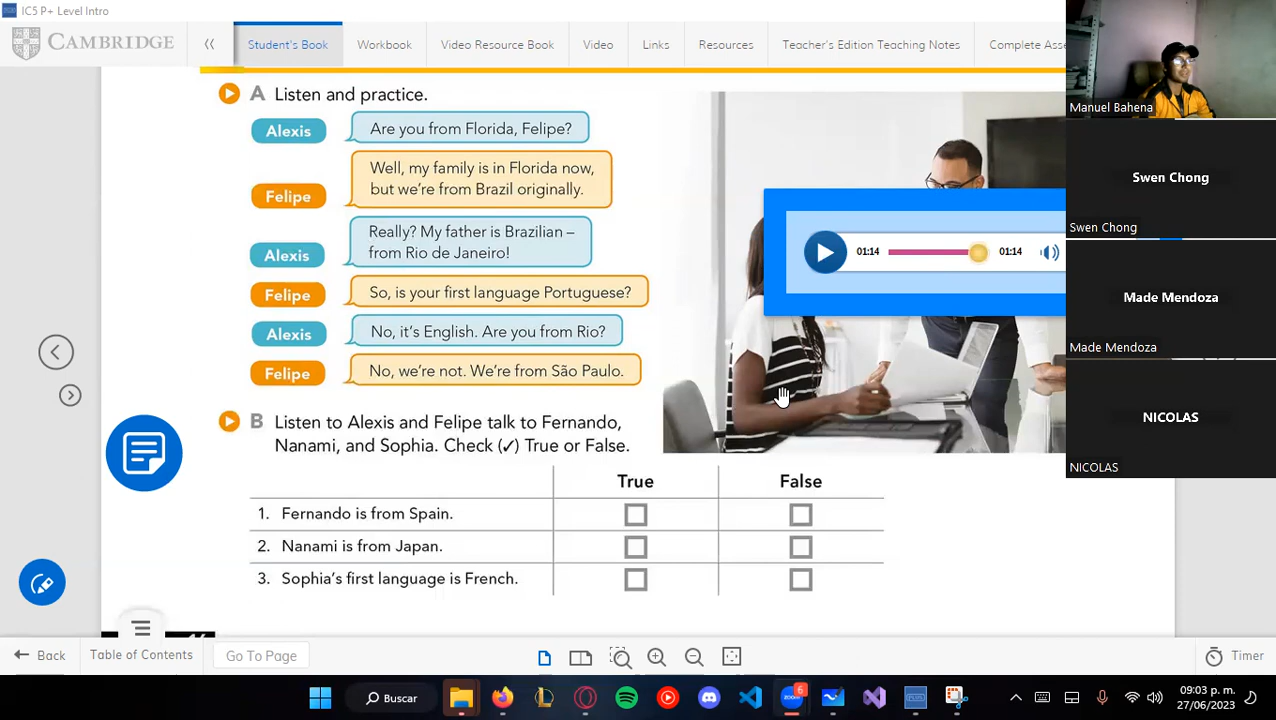 IC5 P+ Level Intro
CAMBRIDGE
Student's Book
Workbook
Video Resource Book
Video
Links
Resources
Teacher's Edition Teaching Notes
Complete Asse
Manuel Bahena
Swen Chong
Swen Chong
Made Mendoza
Made Mendoza
NICOLAS
NICOLAS
A Listen and practice.
Alexis Are you from Florida, Felipe?
Felipe Well, my family is in Florida now,
but we're from Brazil originally.
Alexis Really? My father is Brazilian –
from Rio de Janeiro!
Felipe So, is your first language Portuguese?
Alexis No, it's English. Are you from Rio?
Felipe No, we're not. We're from São Paulo.
01:14 01:14
B Listen to Alexis and Felipe talk to Fernando,
Nanami, and Sophia. Check (✓) True or False.
True False
1. Fernando is from Spain.
2. Nanami is from Japan.
3. Sophia's first language is French.
Back
Table of Contents
Go To Page
Timer
Buscar
6
09:03 p. m.
27/06/2023